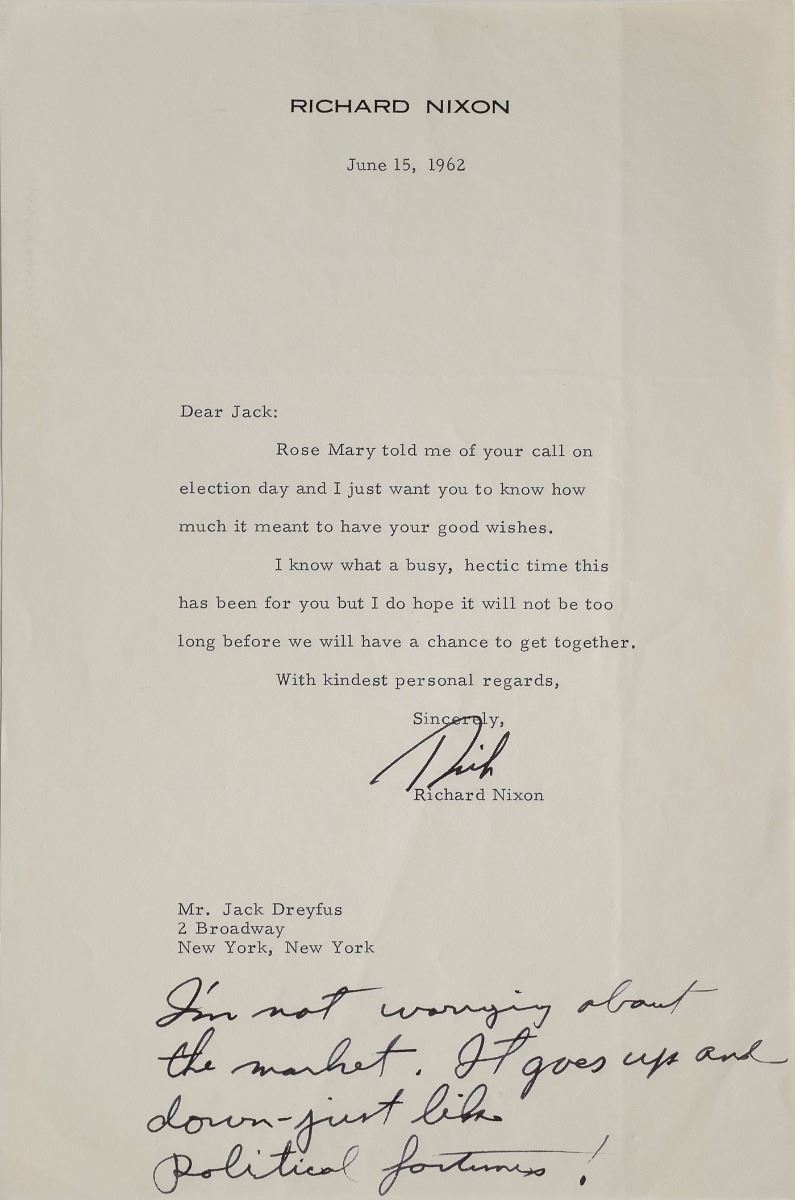 RICHARD NIXON
June 15, 1962
Dear Jack:
Rose Mary told me of your call on
election day and I just want you to know how
much it meant to have your good wishes.
I know what a busy, hectic time this
has been for you but I do hope it will not be too
long before we will have a chance to get together.
With kindest personal regards,
Sincerely,
Dick
Richard Nixon
Mr. Jack Dreyfus
2 Broadway
New York, New York
I'm not worrying about
the market. It goes up and
down-just like
political fortunes!